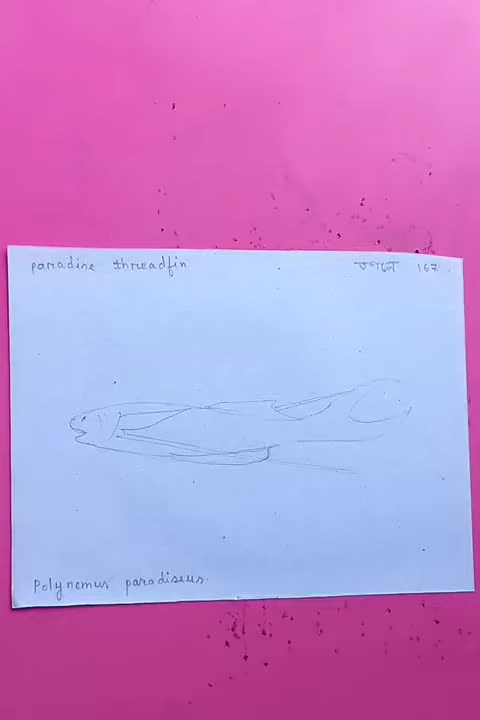 paradise threadfin
তপসে 167
Polynemus paradiseus.